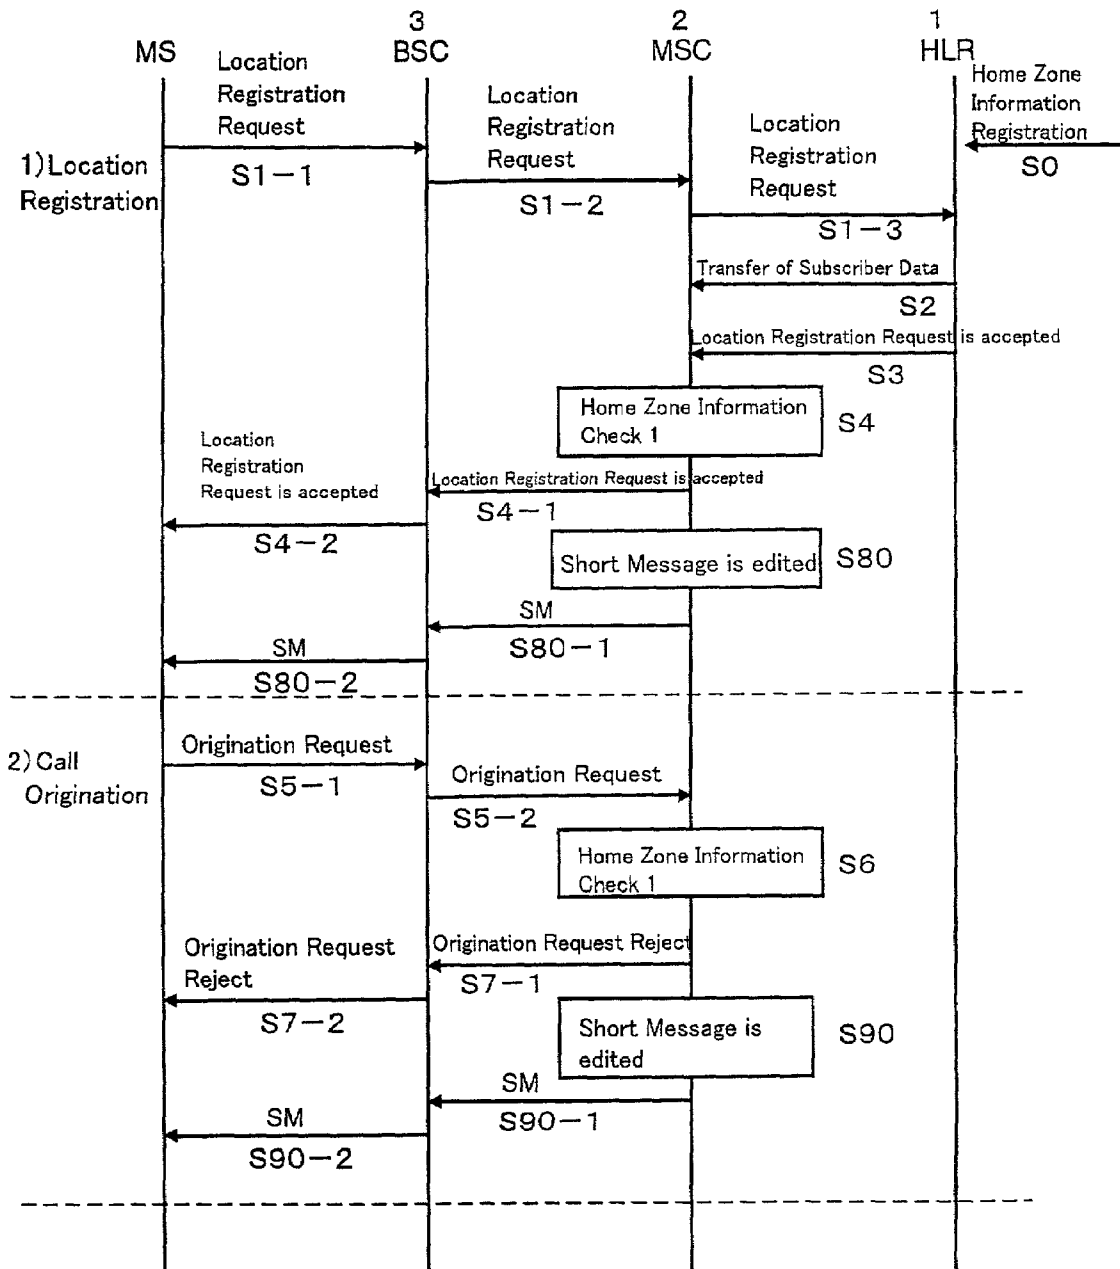 3
2
1
MS
BSC
MSC
HLR
Location
Registration
Request
Location
Registration
Request
Location
Registration
Request
Home Zone
Information
Registration
S0
1) Location
Registration
S1-1
S1-2
S1-3
Transfer of Subscriber Data
S2
Location Registration Request is accepted
S3
Home Zone Information
Check 1
S4
Location
Registration
Request is accepted
Location Registration Request is accepted
S4-1
S4-2
Short Message is edited
S80
SM
S80-1
SM
S80-2
2) Call
Origination
Origination Request
S5-1
Origination Request
S5-2
Home Zone Information
Check 1
S6
Origination Request Reject
S7-1
Origination Request
Reject
S7-2
Short Message is
edited
S90
SM
S90-1
SM
S90-2